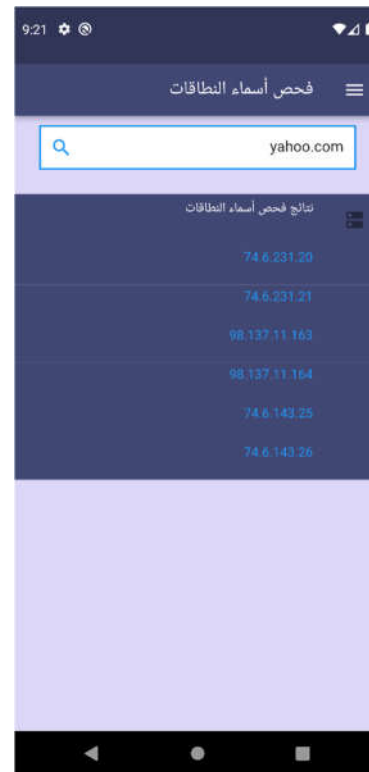 9:21
فحص أسماء النطاقات
yahoo.com
نتائج فحص أسماء النطاقات
74.6.231.20
74.6.231.21
98.137.11.163
98.137.11.164
74.6.143.25
74.6.143.26